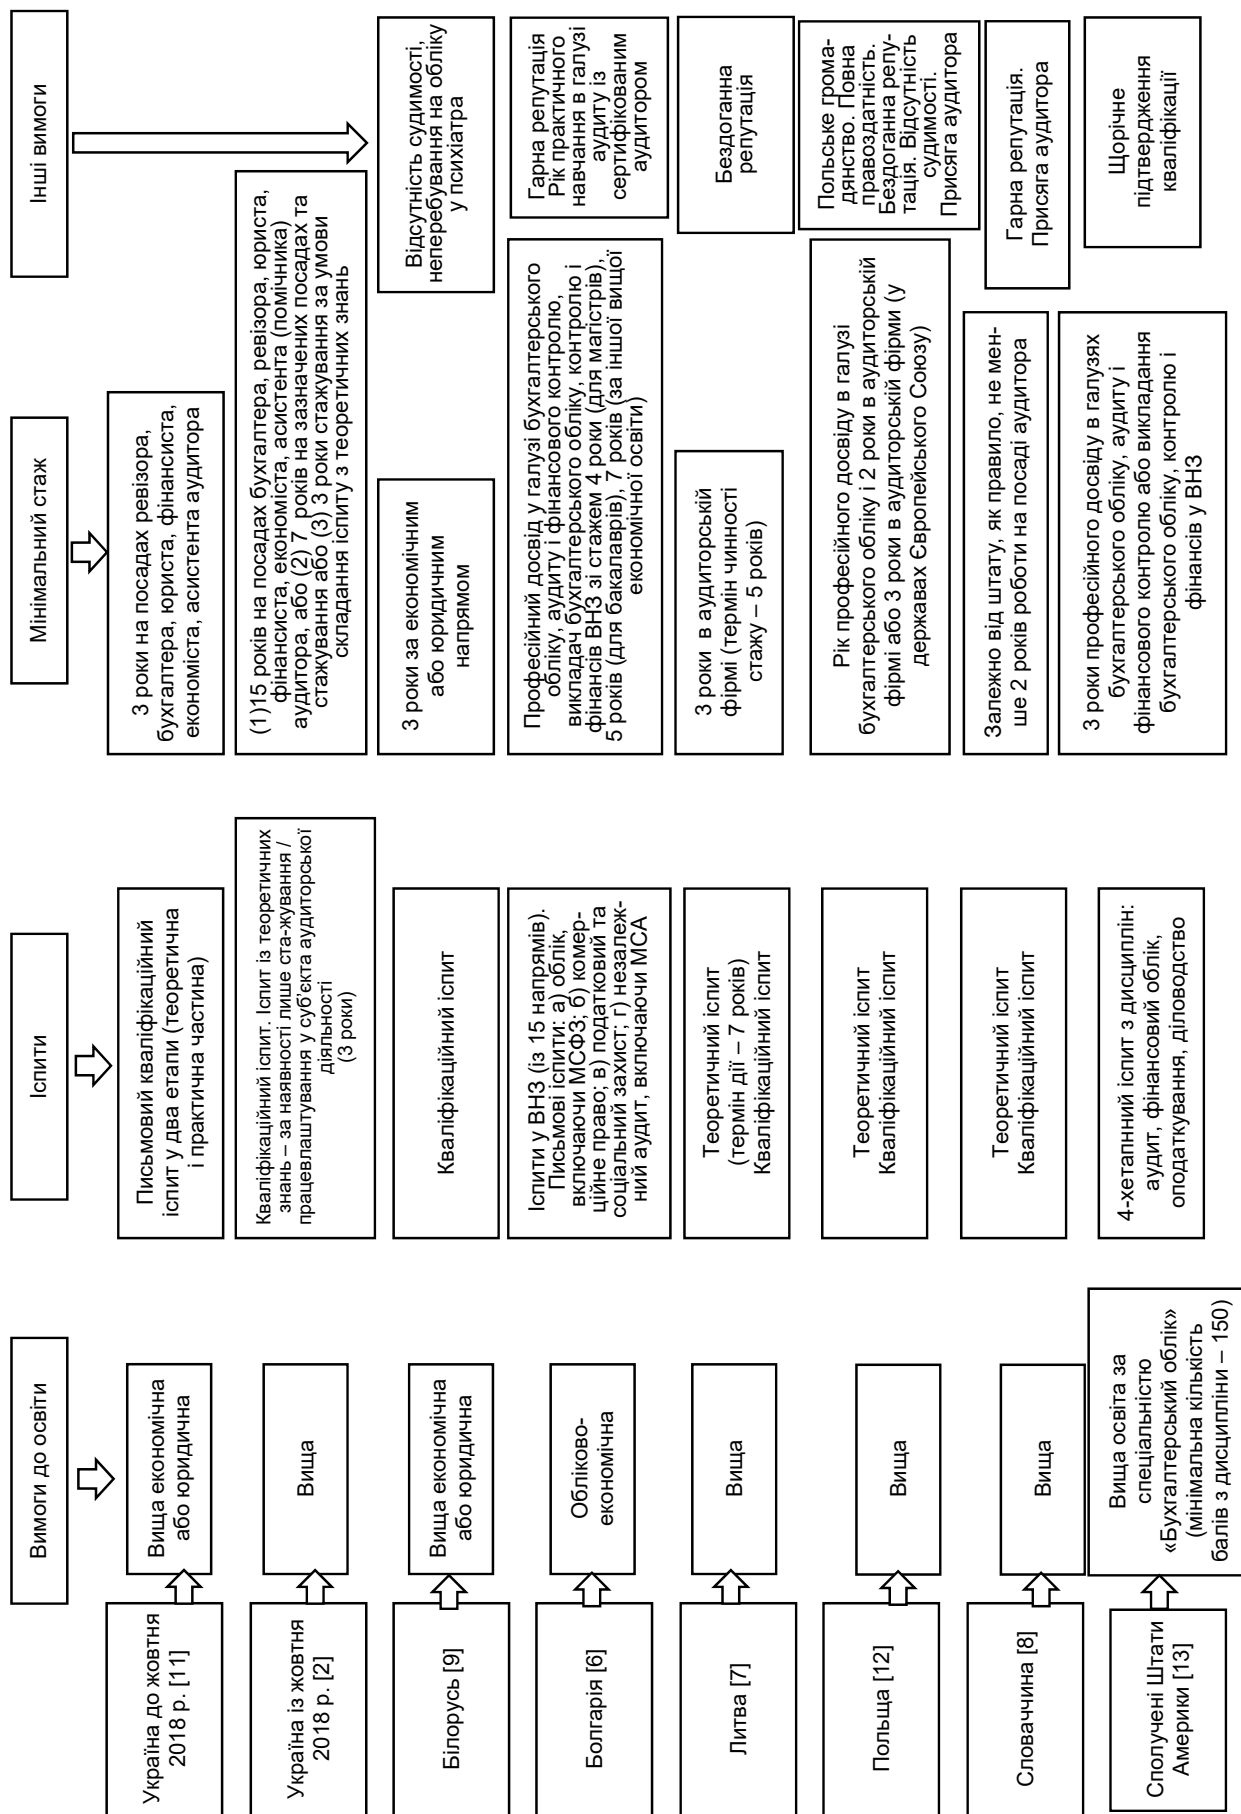 Вимоги до освіти
Іспити
Мінімальний стаж
Інші вимоги
Україна до жовтня
2018 р. [11]
Вища економічна
або юридична
Письмовий кваліфікаційний
іспит у два етапи (теоретична
і практична частина)
3 роки на посадах ревізора,
бухгалтера, юриста, фінансиста,
економіста, асистента аудитора
Україна із жовтня
2018 р. [2]
Вища
Кваліфікаційний іспит. Іспит із теоретичних
знань – за наявності лише ста-жування /
працевлаштування у суб'єкта аудиторської
діяльності
(3 роки)
(1)15 років на посадах бухгалтера, ревізора, юриста,
фінансиста, економіста, асистента (помічника)
аудитора, або (2) 7 років на зазначених посадах та
стажування або (3) 3 роки стажування за умови
складання іспиту з теоретичних знань
Білорусь [9]
Вища економічна
або юридична
Кваліфікаційний іспит
3 роки за економічним
або юридичним
напрямом
Відсутність судимості,
неперебування на обліку
у психіатра
Болгарія [6]
Обліково-
економічна
Іспити у ВНЗ (із 15 напрямів).
Письмові іспити: а) облік,
включаючи МСФЗ; б) комер-
ційне право; в) податковий та
соціальний захист; г) незалеж-
ний аудит, включаючи МСА
Професійний досвід у галузі бухгалтерського
обліку, аудиту і фінансового контролю,
викладач бухгалтерського обліку, контролю і
фінансів ВНЗ зі стажем 4 роки (для магістрів),
5 років (для бакалаврів), 7 років (за іншої вищої
економічної освіти)
Гарна репутація
Рік практичного
навчання в галузі
аудиту із
сертифікованим
аудитором
Литва [7]
Вища
Теоретичний іспит
(термін дії – 7 років)
Кваліфікаційний іспит
3 роки в аудиторській
фірмі (термін чинності
стажу – 5 років)
Бездоганна
репутація
Польща [12]
Вища
Теоретичний іспит
Кваліфікаційний іспит
Рік професійного досвіду в галузі
бухгалтерського обліку і 2 роки в аудиторській
фірмі або 3 роки в аудиторській фірми (у
державах Європейського Союзу)
Польське грома-
дянство. Повна
правоздатність.
Бездоганна репу-
тація. Відсутність
судимості.
Присяга аудитора
Словаччина [8]
Вища
Теоретичний іспит
Кваліфікаційний іспит
Залежно від штату, як правило, не мен-
ше 2 років роботи на посаді аудитора
Гарна репутація.
Присяга аудитора
Сполучені Штати
Америки [13]
Вища освіта за
спеціальністю
«Бухгалтерський облік»
(мінімальна кількість
балів з дисципліни – 150)
4-хетапнний іспит з дисциплін:
аудит, фінансовий облік,
оподаткування, діловодство
3 роки професійного досвіду в галузях
бухгалтерського обліку, аудиту і
фінансового контролю або викладання
бухгалтерського обліку, контролю і
фінансів у ВНЗ
Щорічне
підтвердження
кваліфікації